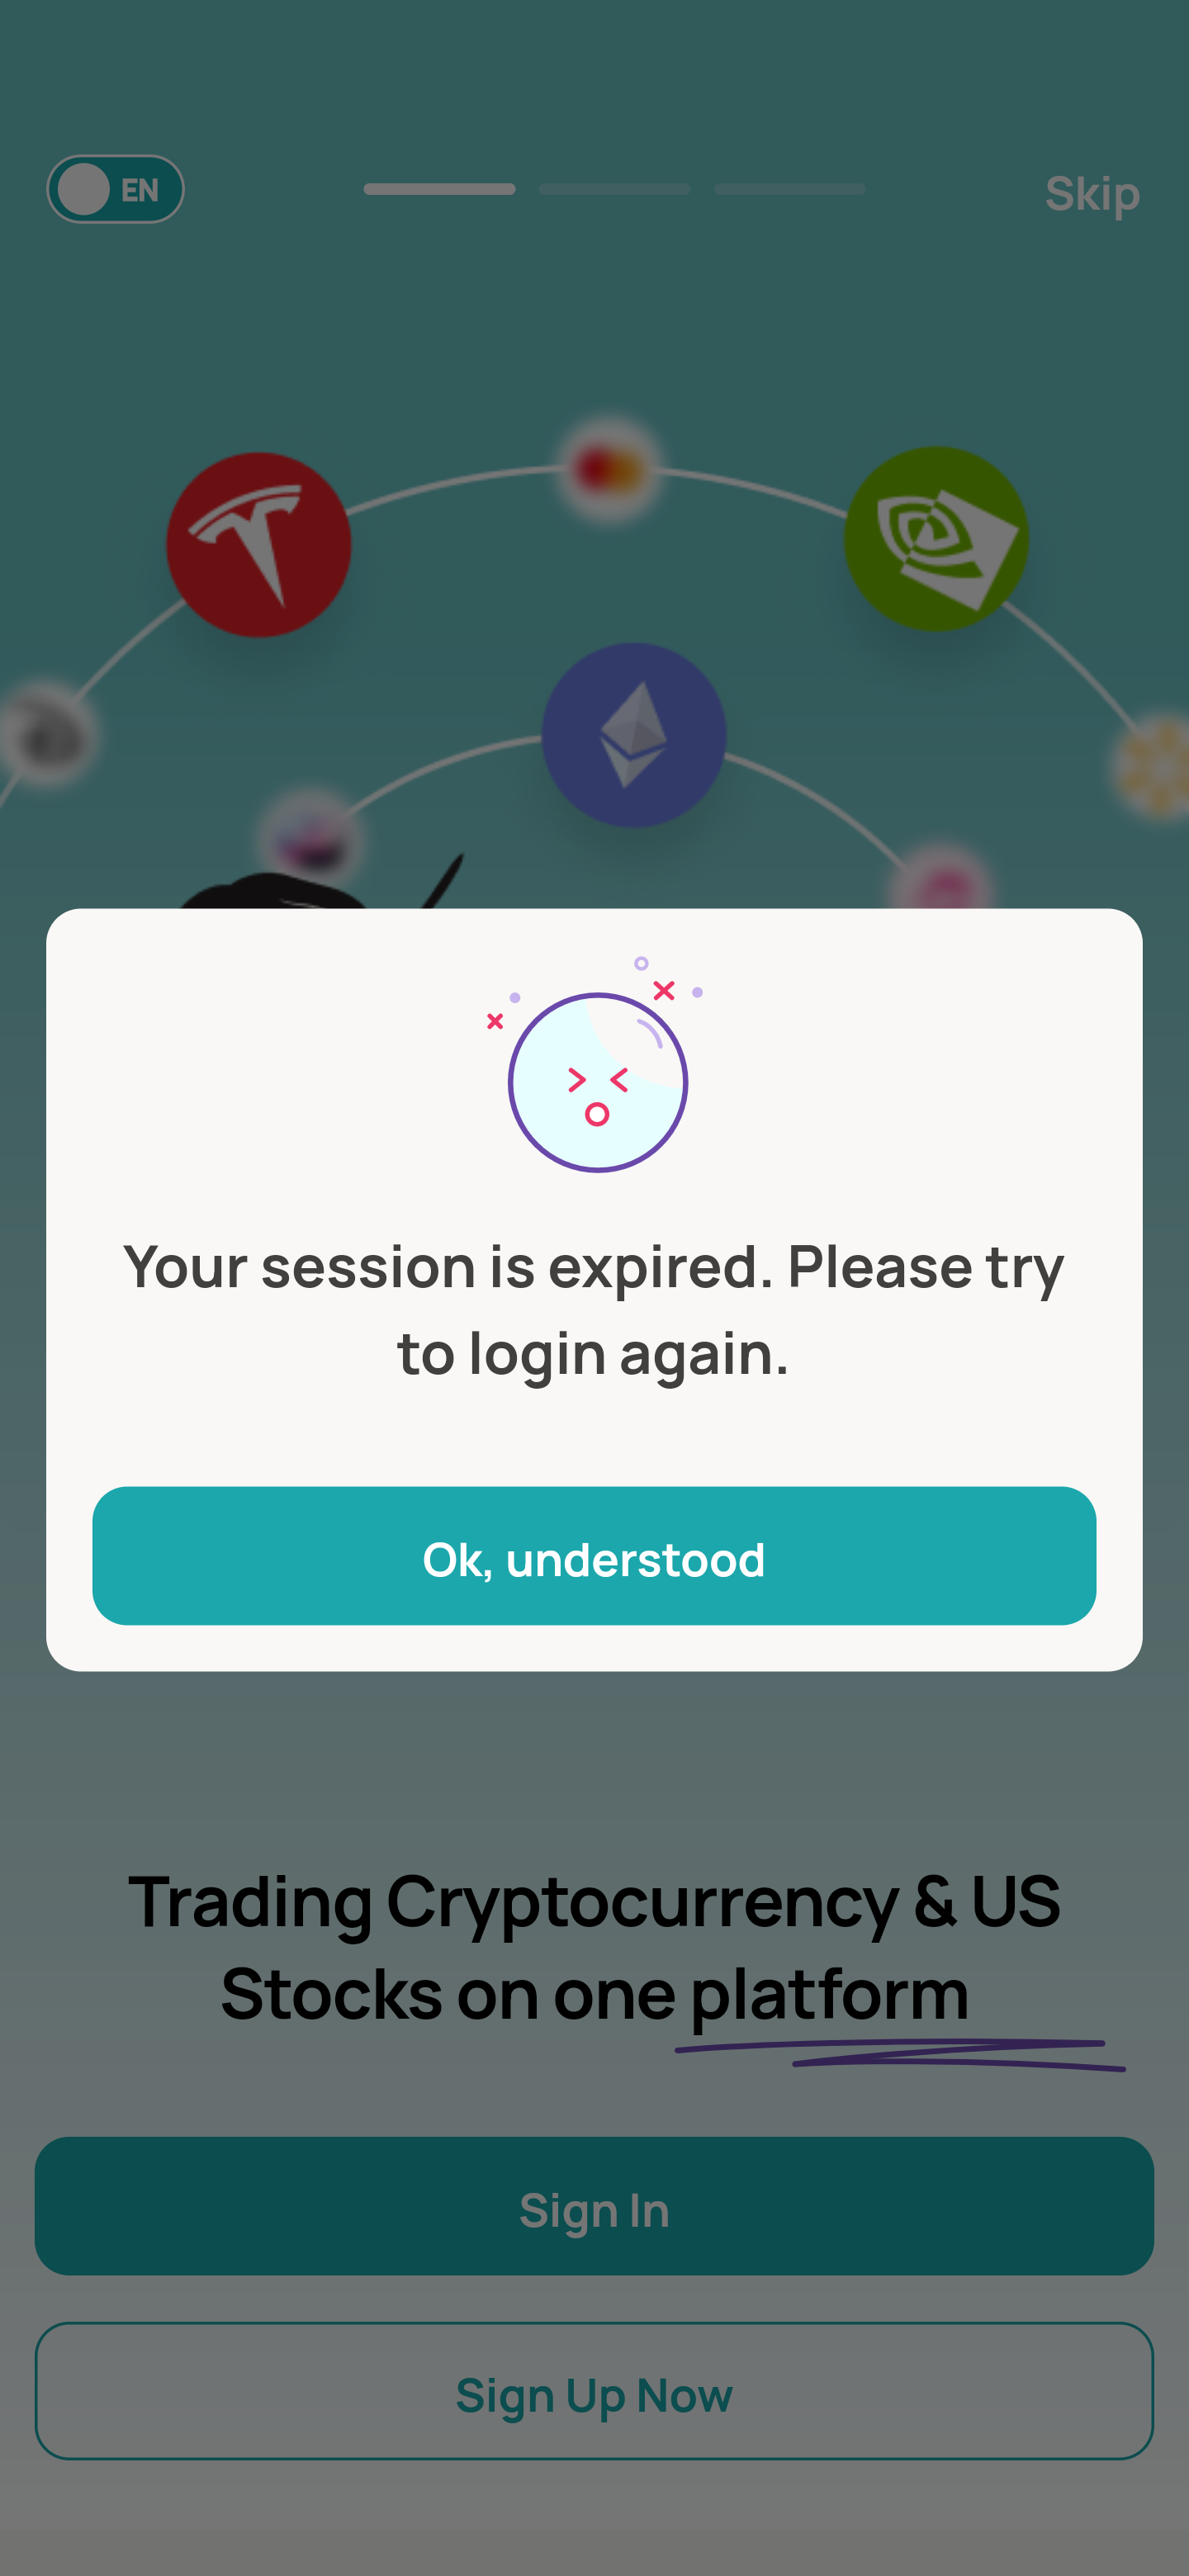 EN
Skip
Your session is expired. Please try
to login again.
Ok, understood
Trading Cryptocurrency & US
Stocks on one platform
Sign In
Sign Up Now